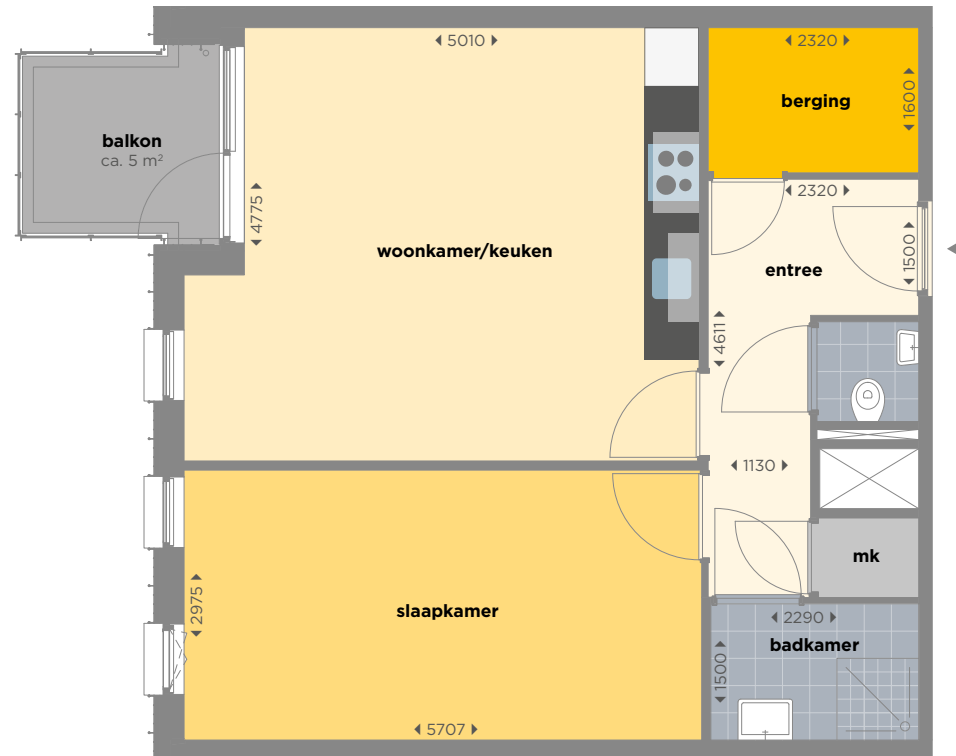 5010
2320
berging
1600
balkon
ca. 5 m²
4775
woonkamer/keuken
2320
entree
1500
4611
1130
mk
2975
slaapkamer
2290
badkamer
1500
5707